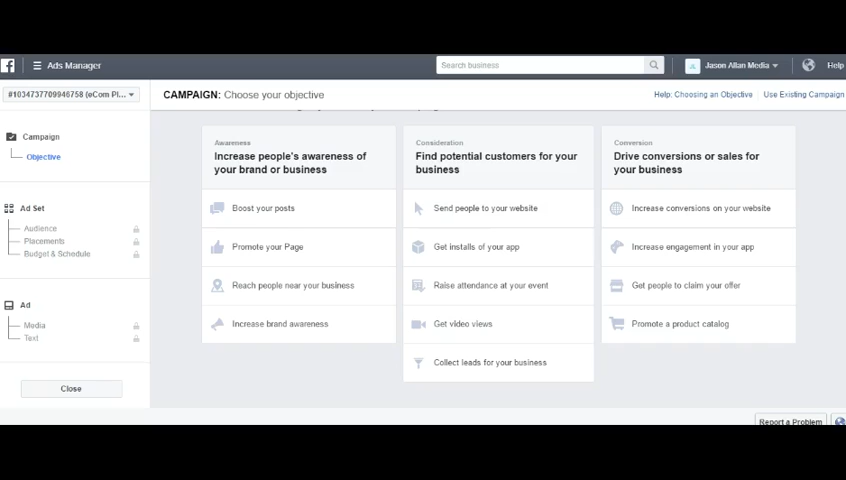 f
Ads Manager
Search business
Jason Allan Media
Help
#1034737709946758 (eCom Pl...
CAMPAIGN: Choose your objective
Help: Choosing an Objective
Use Existing Campaign
Campaign
Objective
Ad Set
Audience
Placements
Budget & Schedule
Ad
Media
Text
Close
Awareness
Increase people's awareness of
your brand or business
Boost your posts
Promote your Page
Reach people near your business
Increase brand awareness
Consideration
Find potential customers for your
business
Send people to your website
Get installs of your app
Raise attendance at your event
Get video views
Collect leads for your business
Conversion
Drive conversions or sales for
your business
Increase conversions on your website
Increase engagement in your app
Get people to claim your offer
Promote a product catalog
Report a Problem